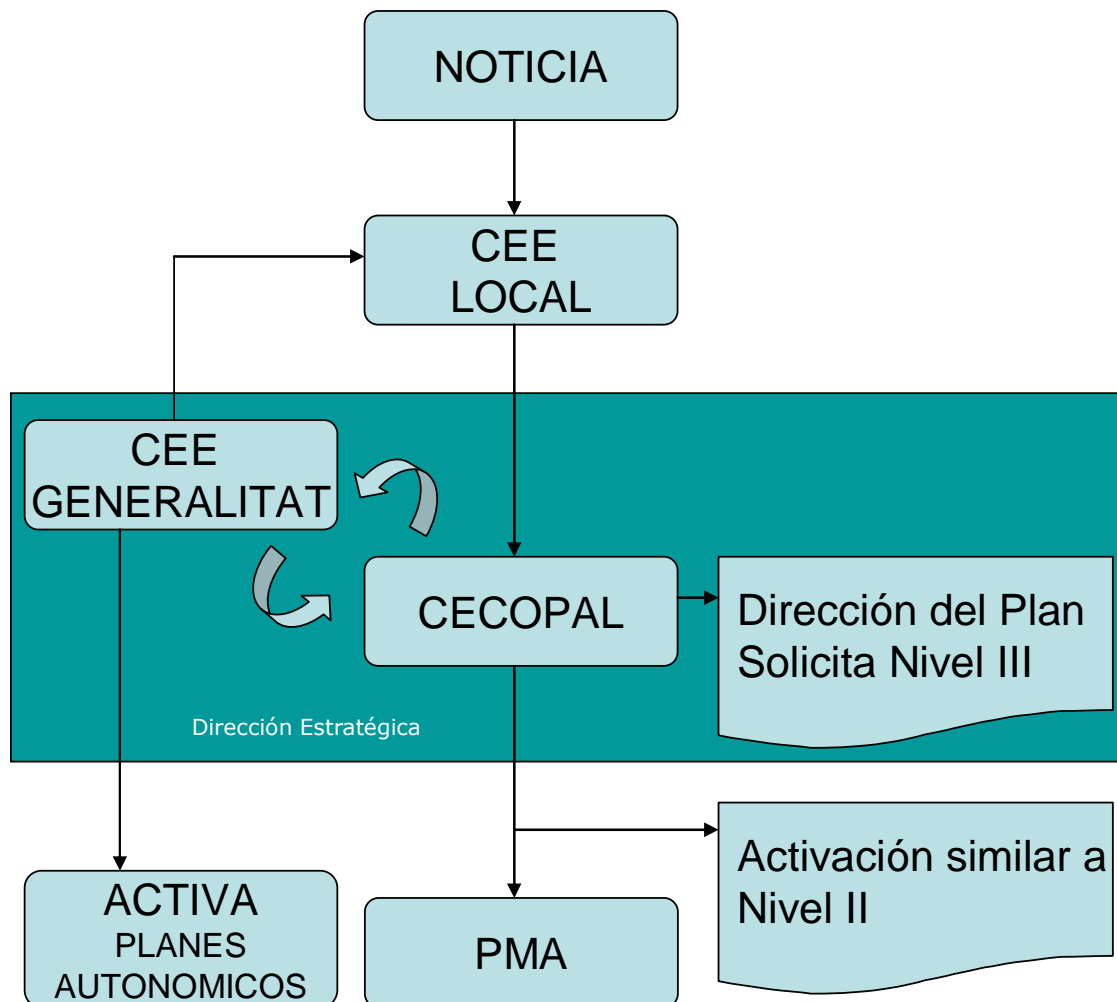 NOTICIA
CEE
LOCAL
CEE
GENERALITAT
CECOPAL
Dirección del Plan
Solicita Nivel III
Dirección Estratégica
Activación similar a
Nivel II
ACTIVA
PLANES
AUTONOMICOS
PMA